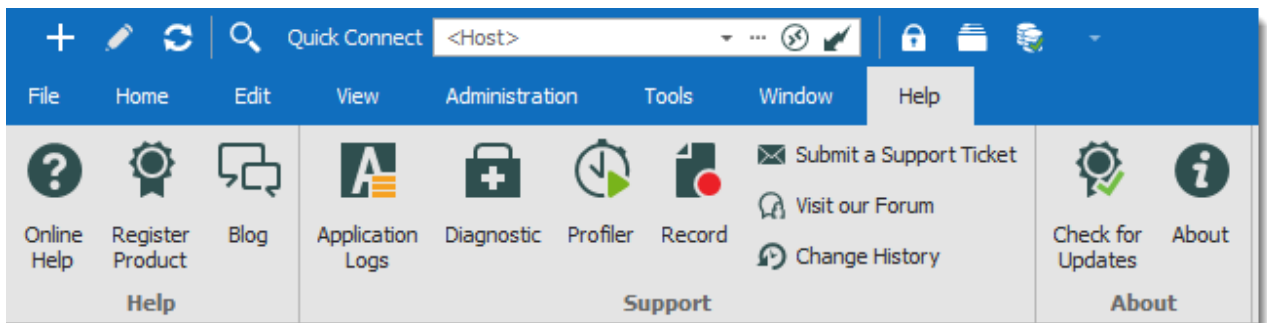 Quick Connect <Host>
File Home Edit View Administration Tools Window Help
Submit a Support Ticket
Visit our Forum
Online Help
Register Product
Blog
Application Logs
Diagnostic
Profiler
Record
Change History
Check for Updates
About
Help
Support
About